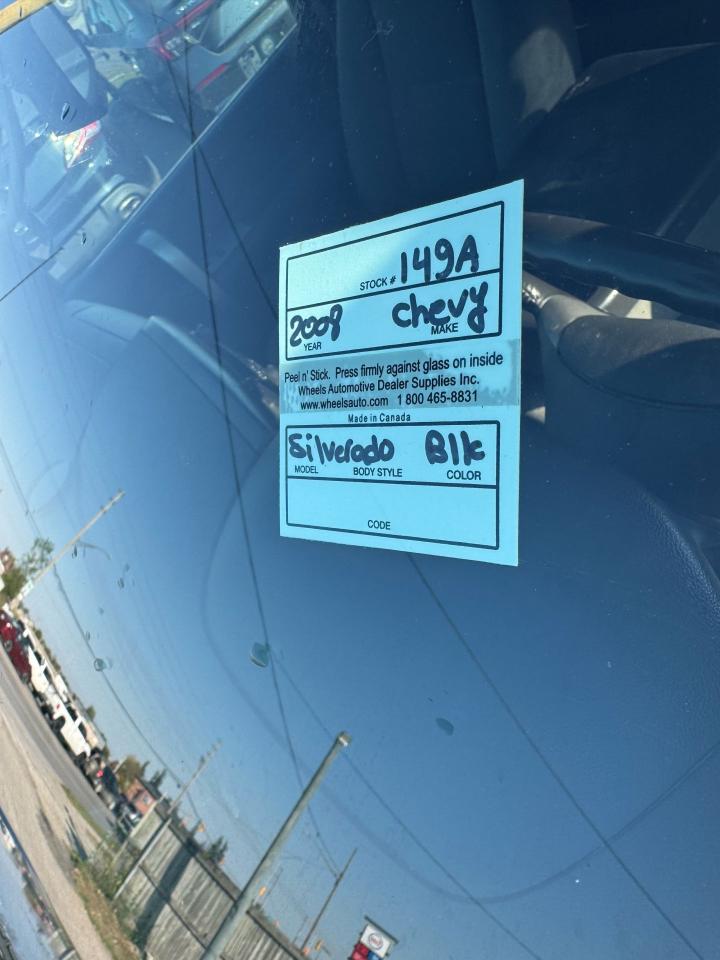 STOCK # 149A
2009 Chevy
YEAR MAKE
Peel n' Stick. Press firmly against glass on inside
Wheels Automotive Dealer Supplies Inc.
www.wheelsauto.com 1 800 465-8831
Made in Canada
Silverado Blk
MODEL BODY STYLE COLOR
CODE